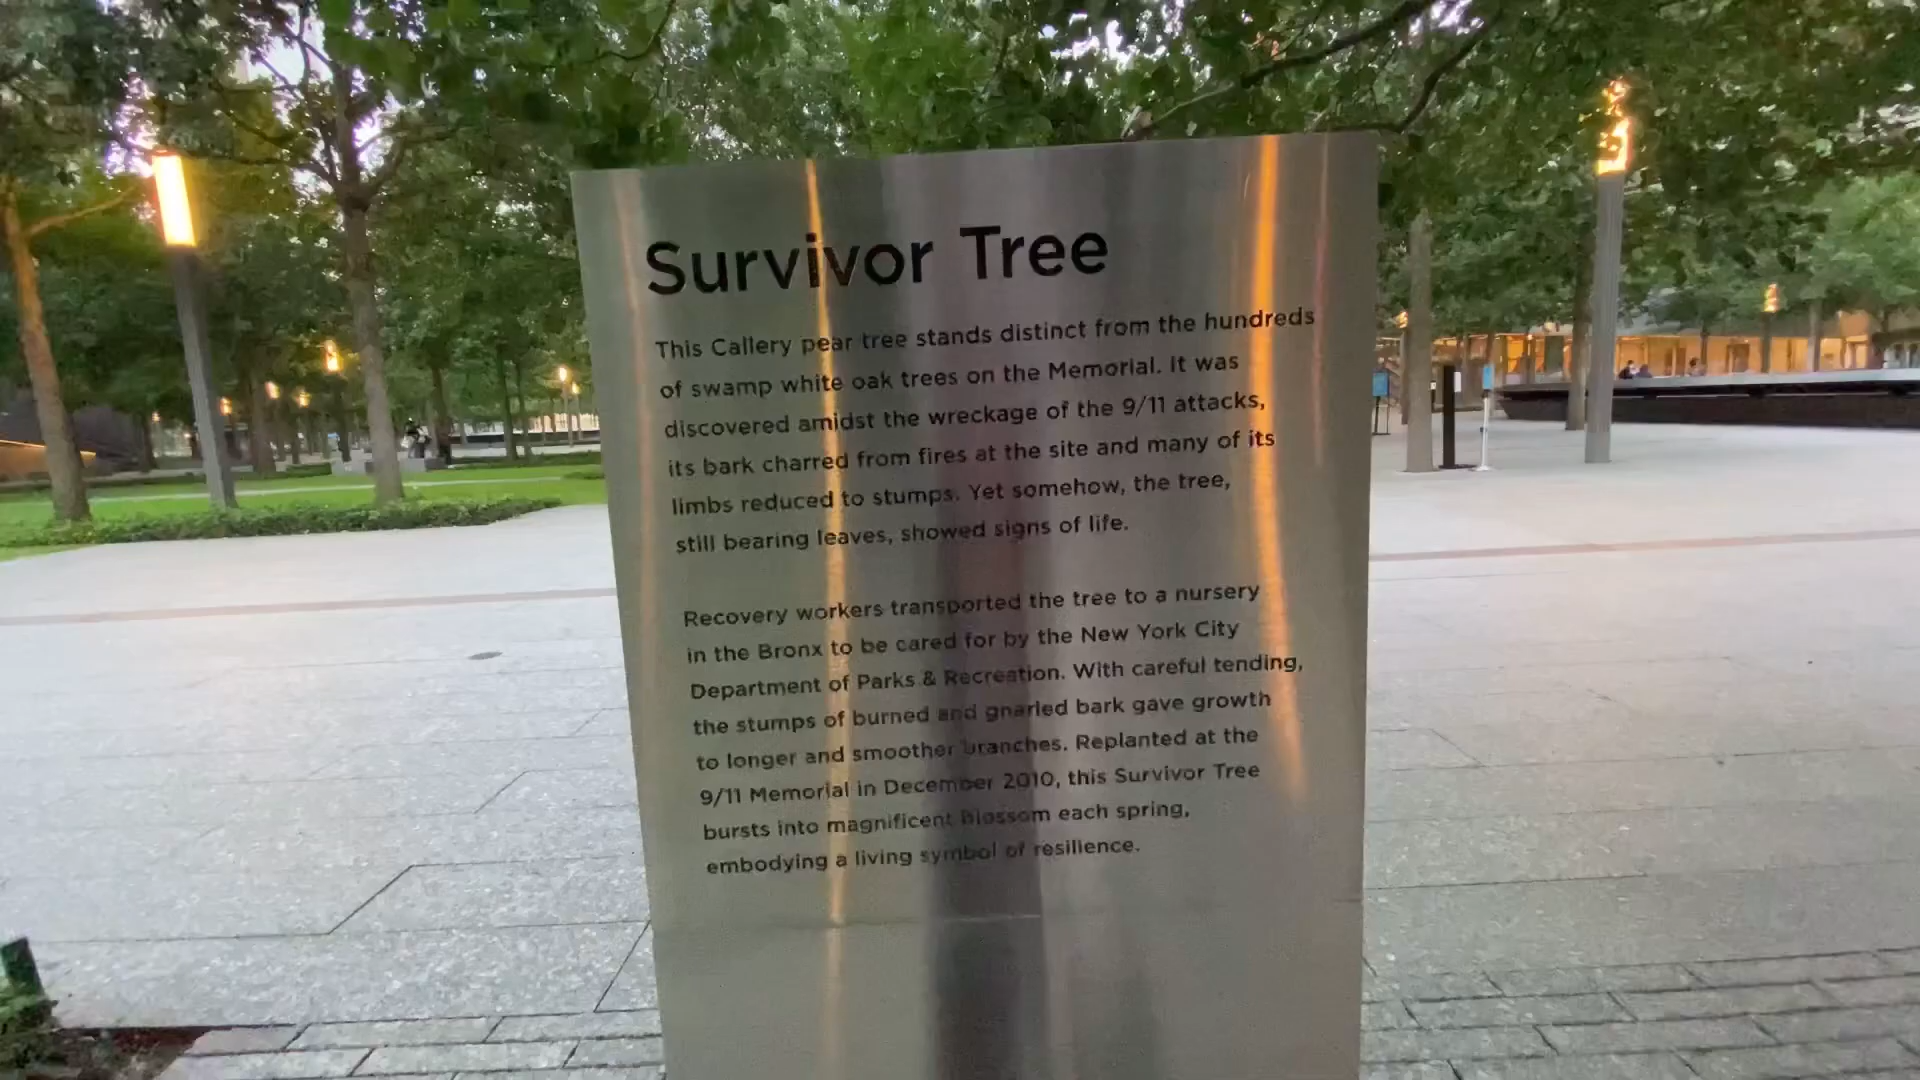 Survivor Tree
This Callery pear tree stands distinct from the hundreds
of swamp white oak trees on the Memorial. It was
discovered amidst the wreckage of the 9/11 attacks,
its bark charred from fires at the site and many of its
limbs reduced to stumps. Yet somehow, the tree,
still bearing leaves, showed signs of life.
Recovery workers transported the tree to a nursery
in the Bronx to be cared for by the New York City
Department of Parks & Recreation. With careful tending,
the stumps of burned and gnarled bark gave growth
to longer and smoother branches. Replanted at the
9/11 Memorial in December 2010, this Survivor Tree
bursts into magnificent blossom each spring,
embodying a living symbol of resilience.